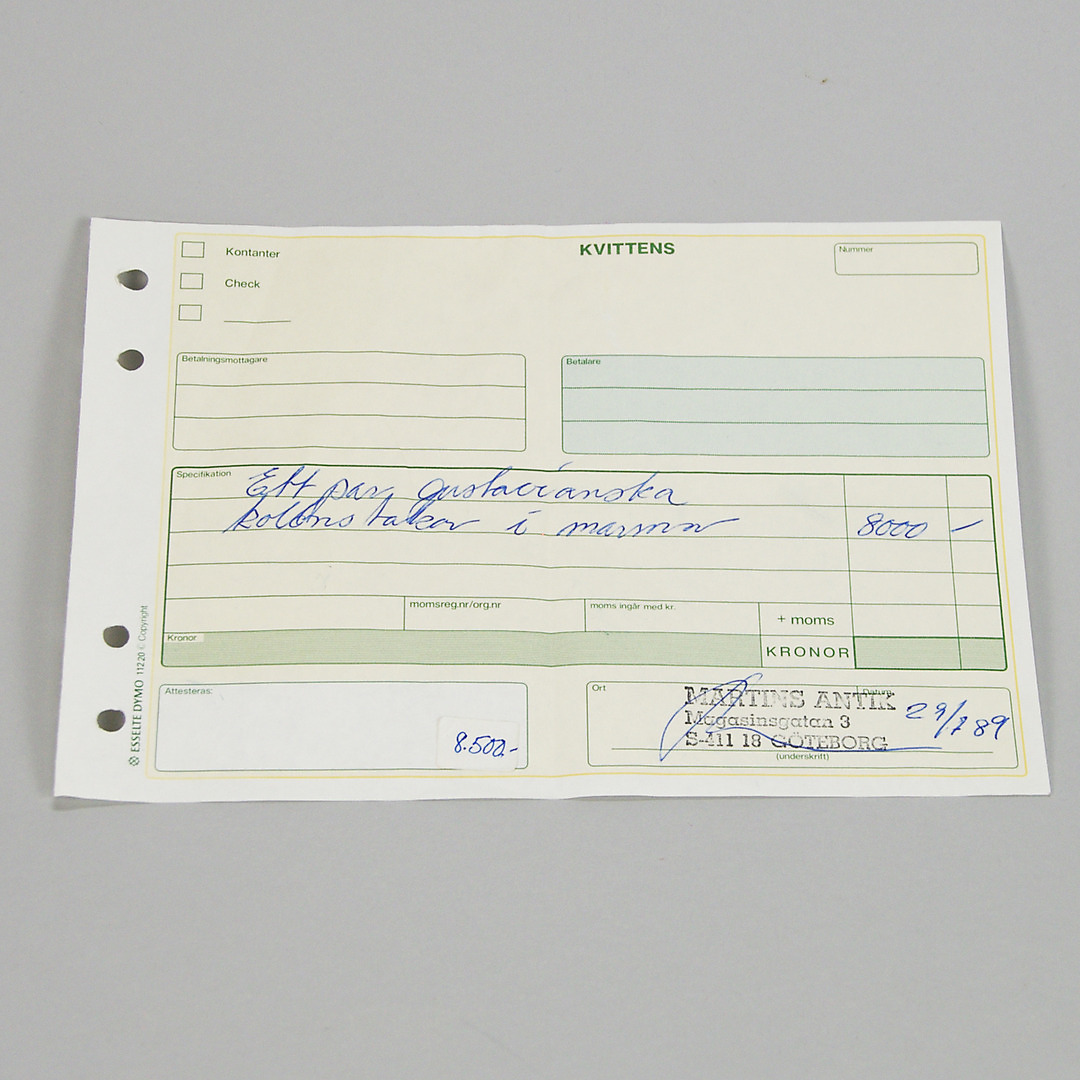 Kontanter
KVITTENS
Nummer
Check
Betalningsmottagare
Betalare
Specifikation
Ett par gustavianska
kolonstakar i marmor 8000 –
momsreg.nr/org.nr
moms ingår med kr.
+ moms
Kronor
KRONOR
Attesteras:
8.500.-
Ort
Datum
MARTINS ANTIK
Magasinsgatan 3
S-411 18 GÖTEBORG
29/7 89
(underskrift)
ESSELTE DYMO 11220 © Copyright